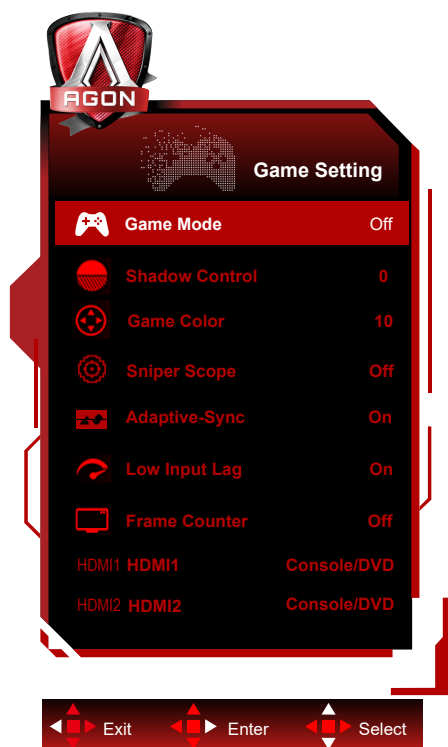 AGON
Game Setting
Game Mode Off
Shadow Control 0
Game Color 10
Sniper Scope Off
Adaptive-Sync On
Low Input Lag On
Frame Counter Off
HDMI1 HDMI1 Console/DVD
HDMI2 HDMI2 Console/DVD
Exit Enter Select